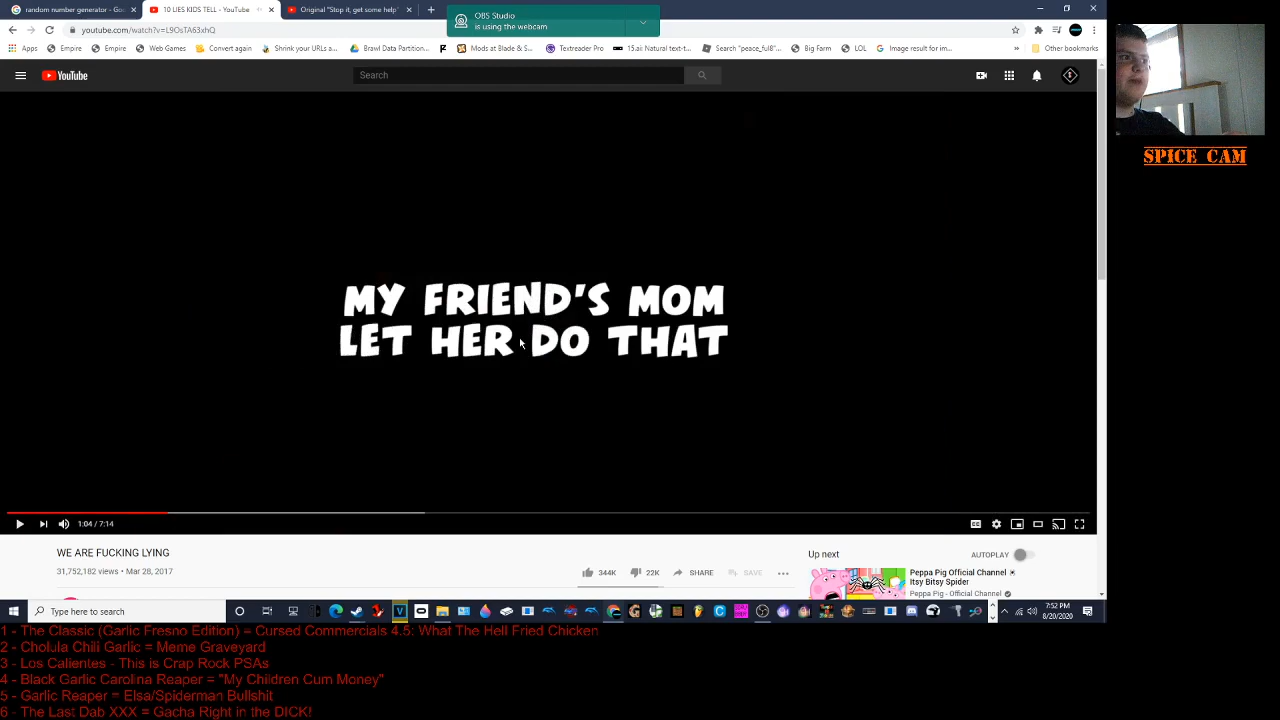 random number generator - Goo
10 LIES KIDS TELL - YouTube
Original "Stop it, get some help"
OBS Studio
is using the webcam
youtube.com/watch?v=L9OsTA63xhQ
Apps
Empire
Empire
Web Games
Convert again
Shrink your URLs a...
Brawl Data Partition...
Mods at Blade & S...
Textreader Pro
15.ai: Natural text-t...
Search "peace_ful8"...
Big Farm
LOL
Image result for im...
»
Other bookmarks
YouTube
Search
MY FRIEND'S MOM
LET HER DO THAT
1:04 / 7:14
CC
WE ARE FUCKING LYING
31,752,182 views • Mar 28, 2017
344K
22K
SHARE
SAVE
Up next
AUTOPLAY
Peppa Pig Official Channel
Itsy Bitsy Spider
Peppa Pig - Official Channel
SPICE CAM
Type here to search
7:52 PM
8/20/2020
1 - The Classic (Garlic Fresno Edition) = Cursed Commercials 4.5: What The Hell Fried Chicken
2 - Cholula Chili Garlic = Meme Graveyard
3 - Los Calientes - This is Crap Rock PSAs
4 - Black Garlic Carolina Reaper = "My Children Cum Money"
5 - Garlic Reaper = Elsa/Spiderman Bullshit
6 - The Last Dab XXX = Gacha Right in the DICK!